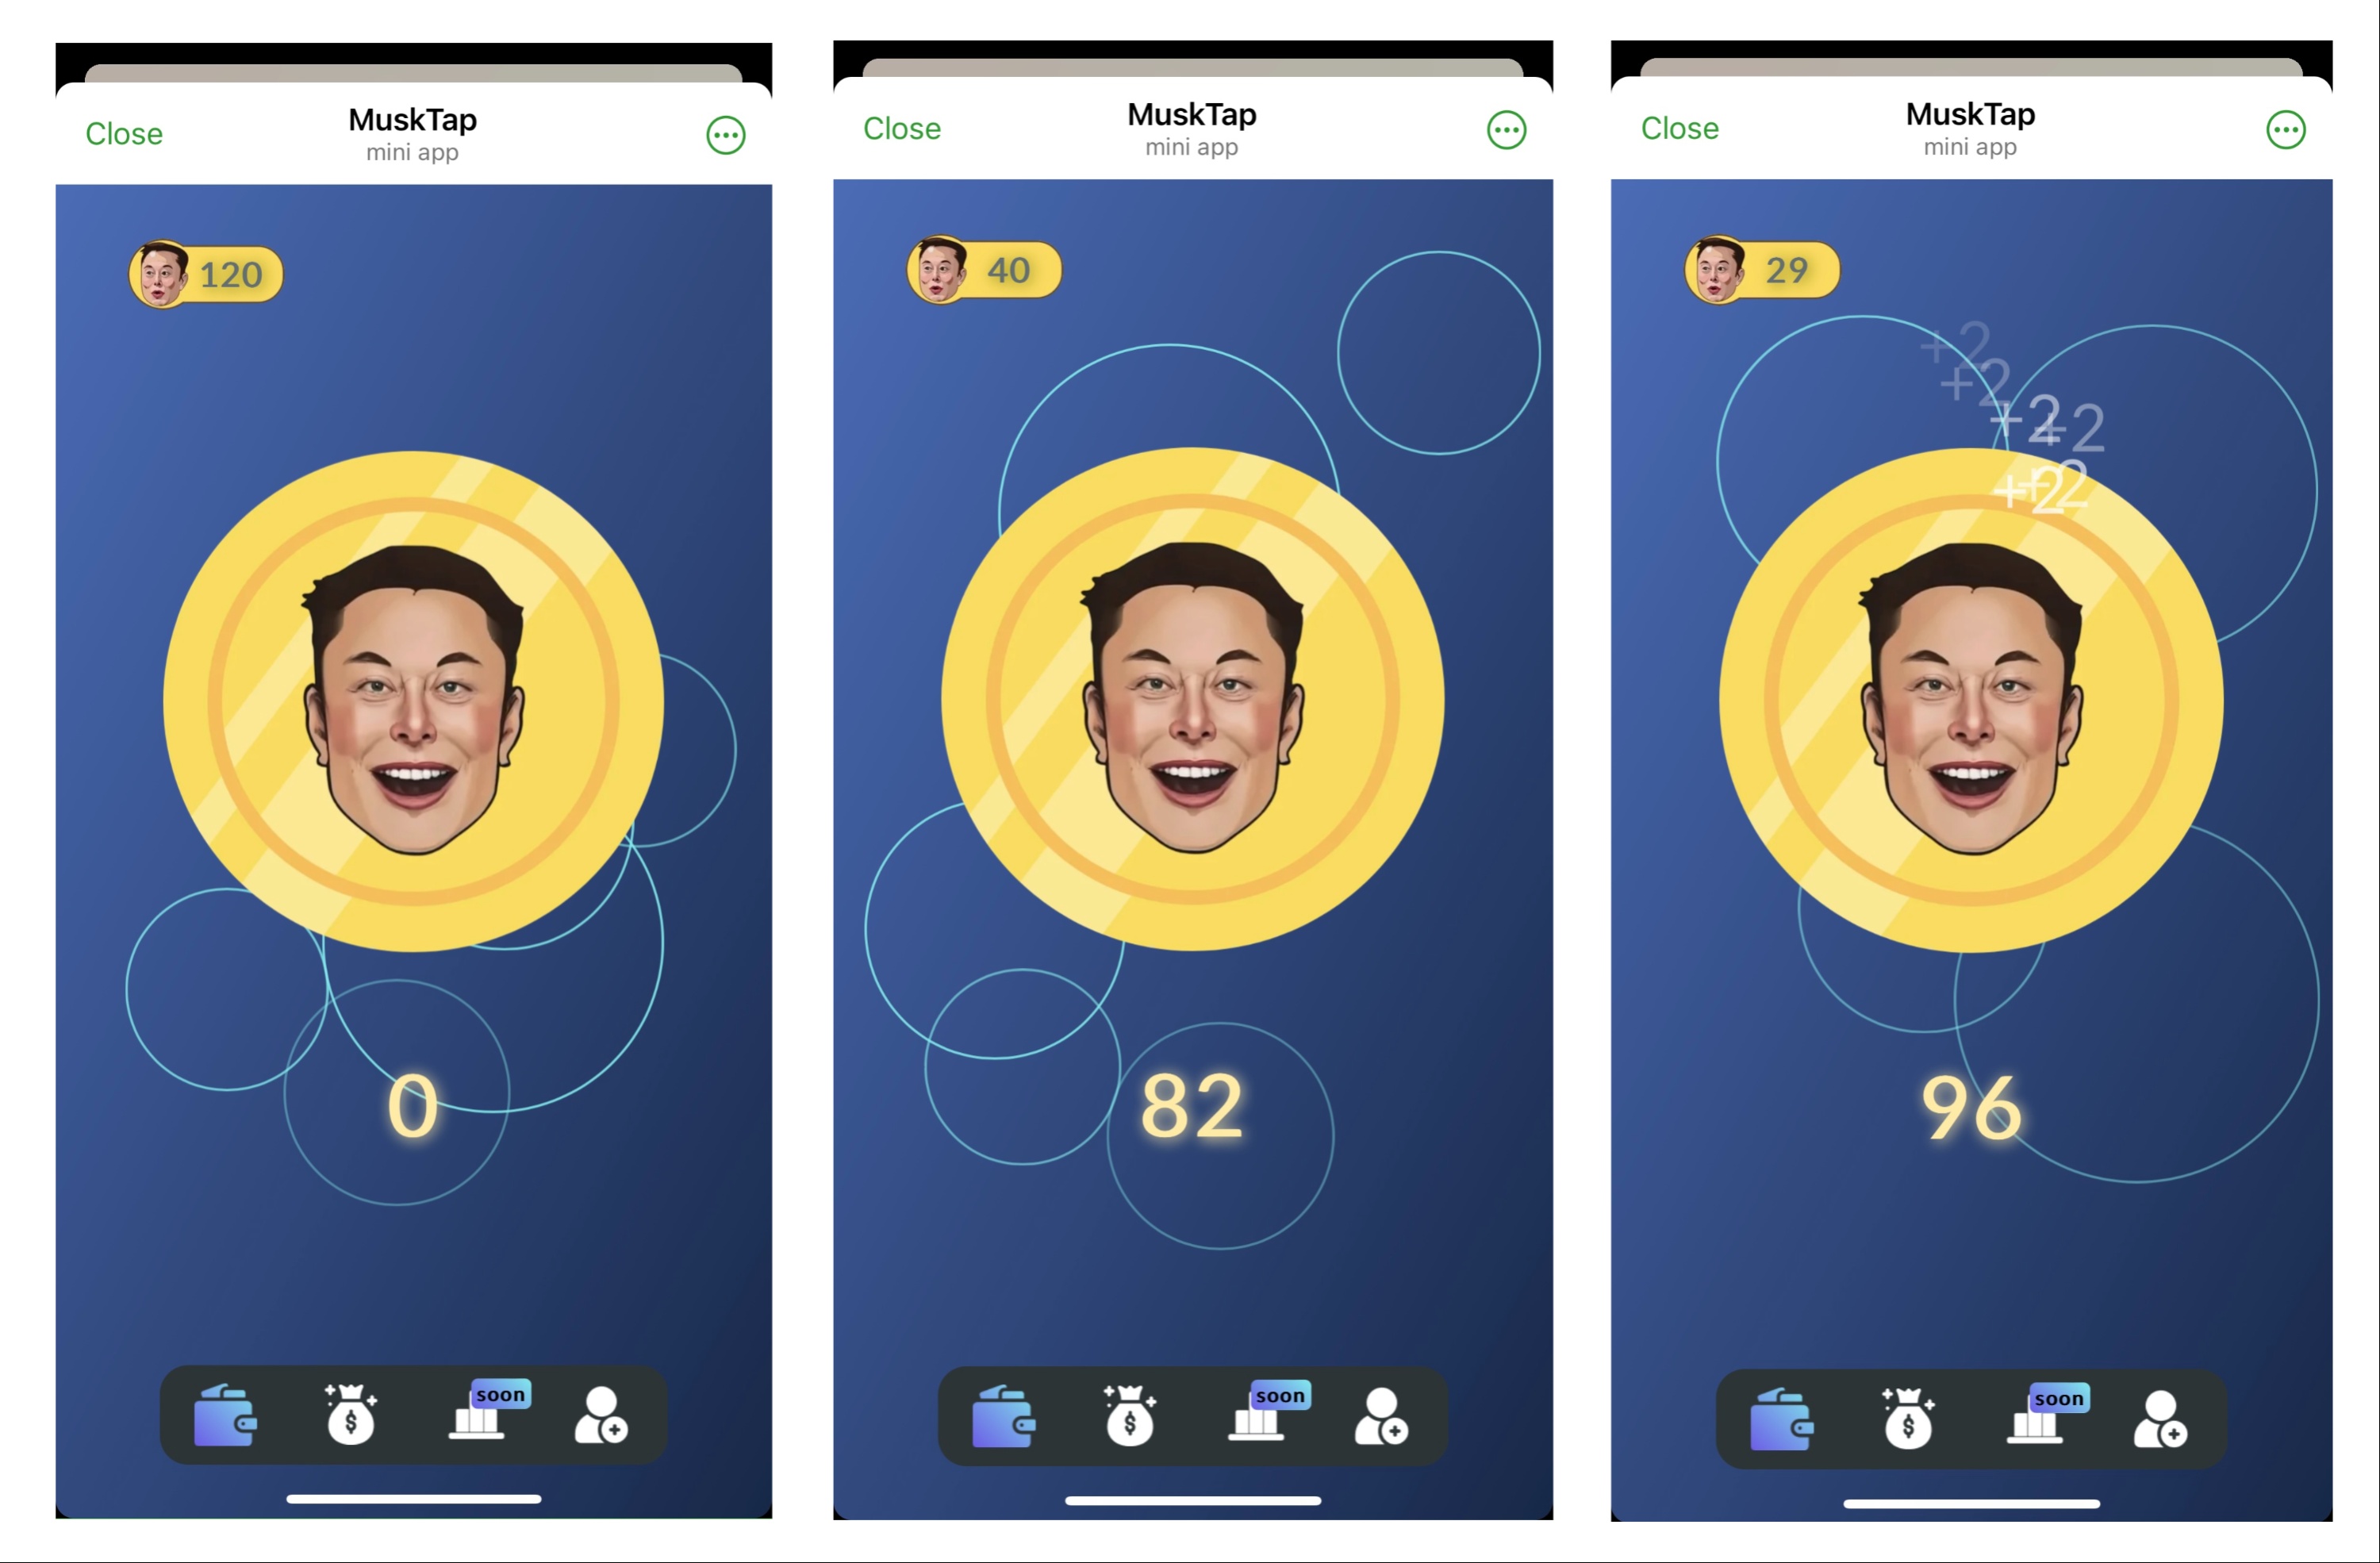 Close
MuskTap
mini app
120
0
soon
Close
MuskTap
mini app
40
82
soon
Close
MuskTap
mini app
29
+2
+2
+2
+2
+2
+2
96
soon